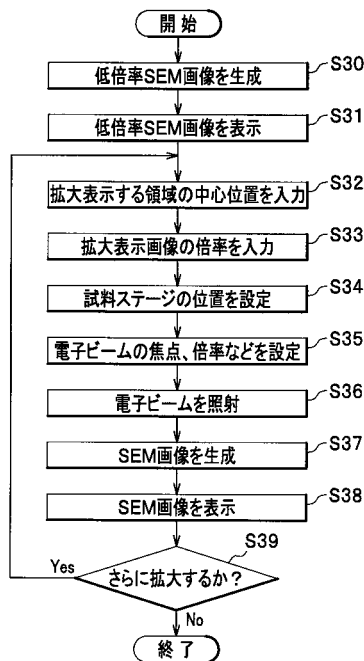 開始
低倍率SEM画像を生成 S30
低倍率SEM画像を表示 S31
拡大表示する領域の中心位置を入力 S32
拡大表示画像の倍率を入力 S33
試料ステージの位置を設定 S34
電子ビームの焦点、倍率などを設定 S35
電子ビームを照射 S36
SEM画像を生成 S37
SEM画像を表示 S38
S39
Yes さらに拡大するか？
No
終了